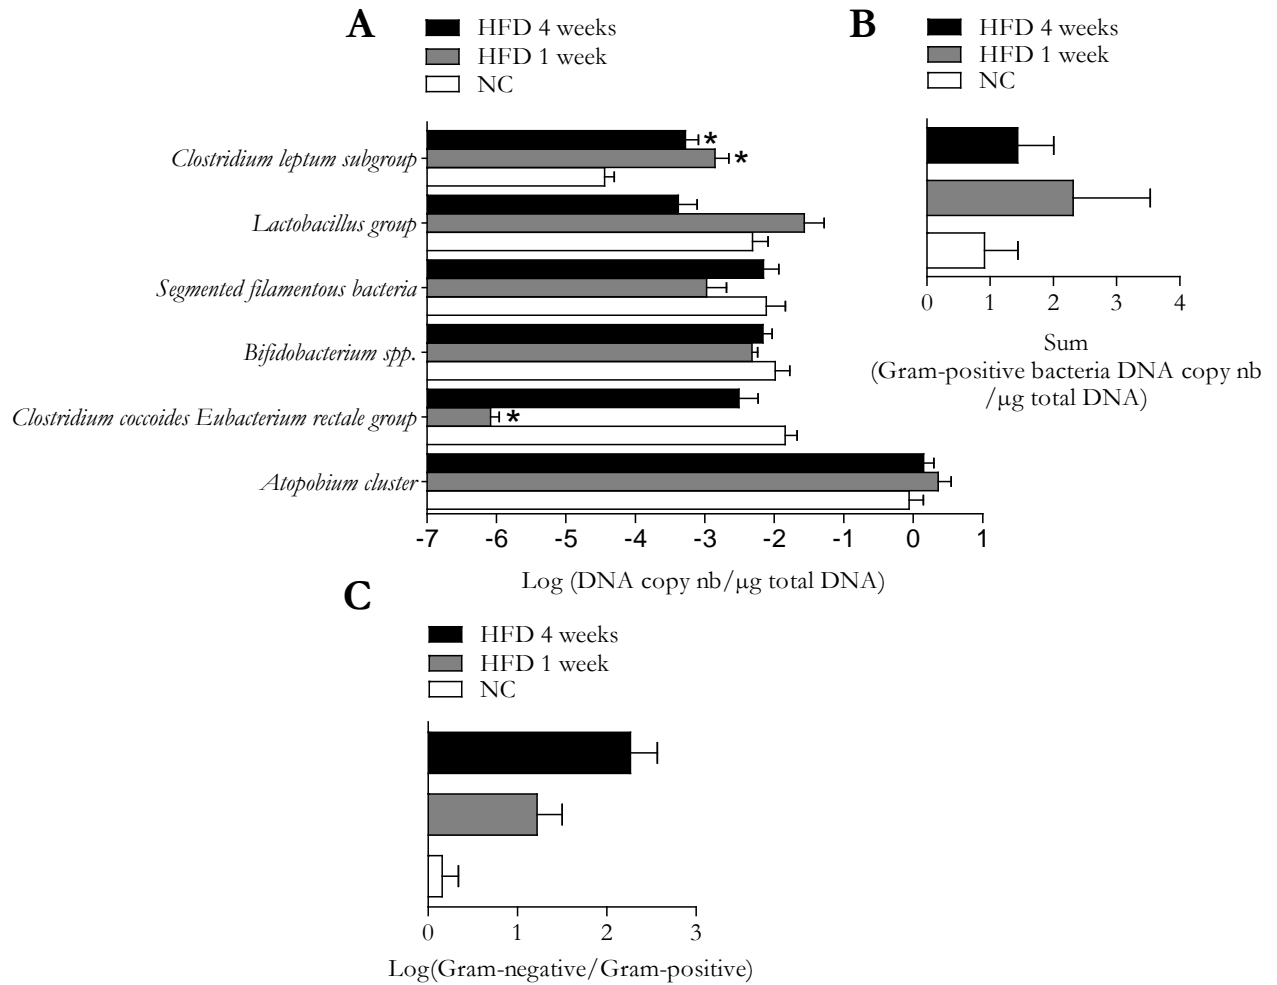 A
HFD 4 weeks
HFD 1 week
NC
Clostridium leptum subgroup
*
*
Lactobacillus group
Segmented filamentous bacteria
Bifidobacterium spp.
Clostridium coccoides Eubacterium rectale group
*
Atopobium cluster
-7 -6 -5 -4 -3 -2 -1 0 1
Log (DNA copy nb/μg total DNA)
B
HFD 4 weeks
HFD 1 week
NC
0 1 2 3 4
Sum
(Gram-positive bacteria DNA copy nb
/μg total DNA)
C
HFD 4 weeks
HFD 1 week
NC
0 1 2 3
Log(Gram-negative/Gram-positive)